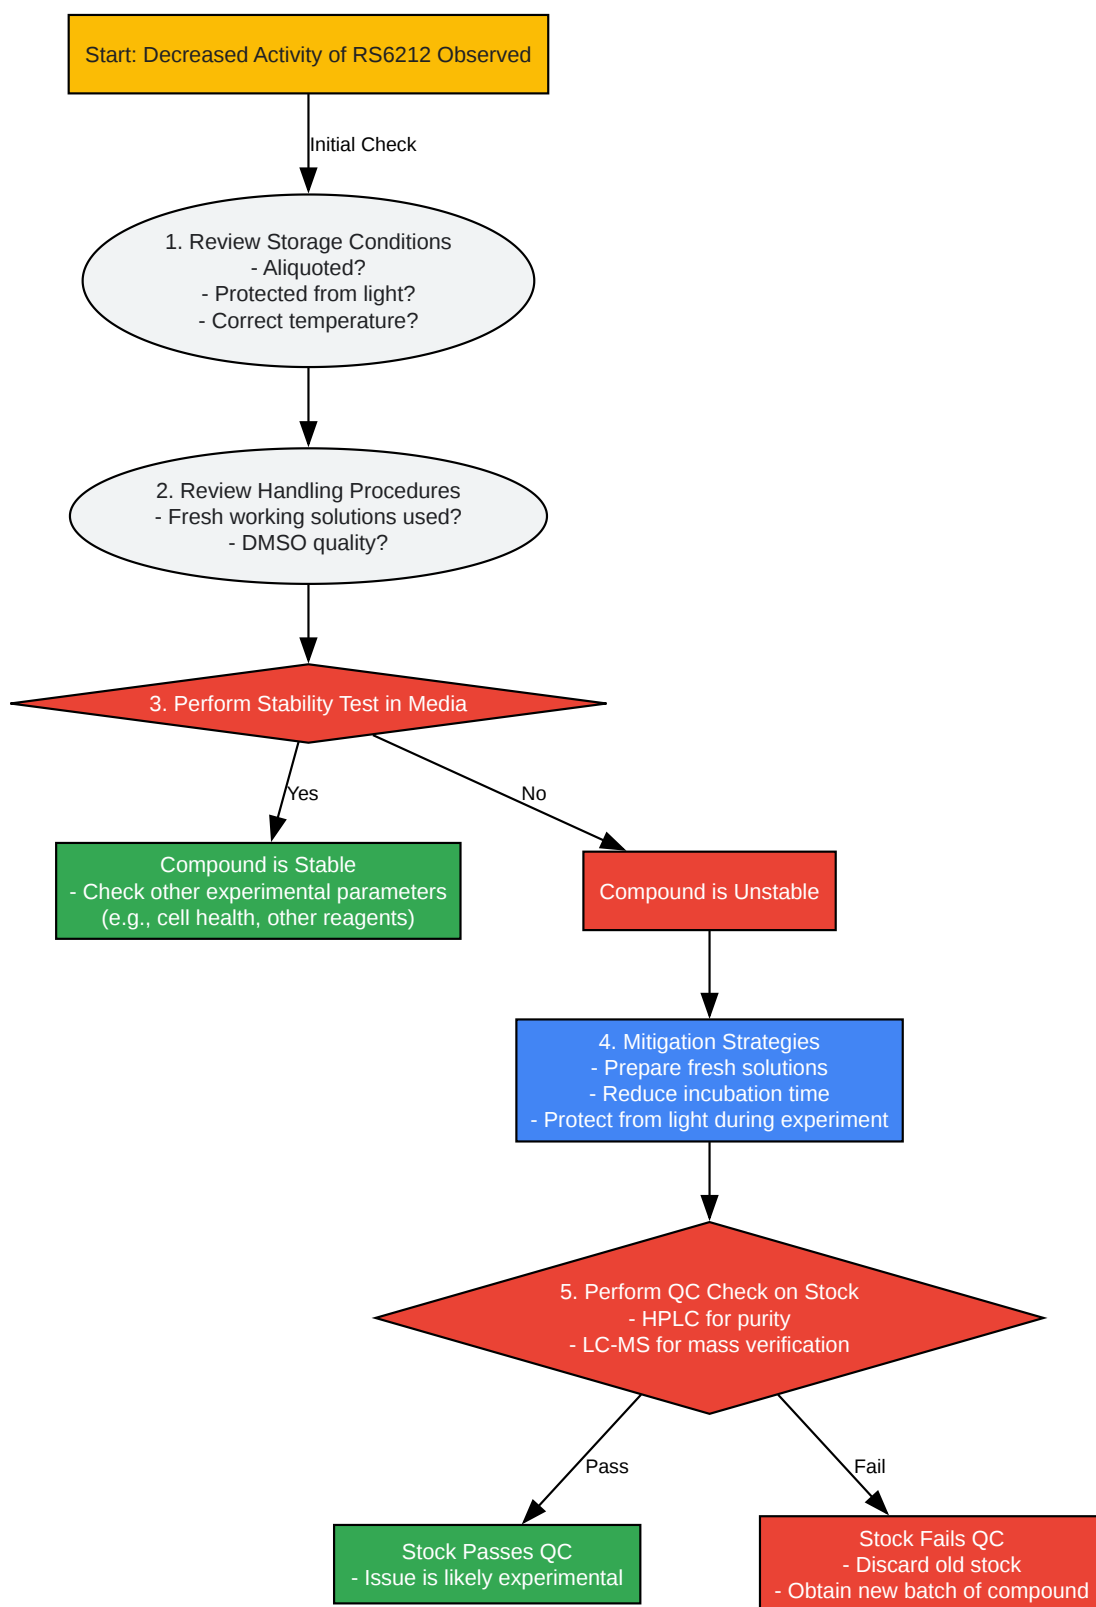 Start: Decreased Activity of RS6212 Observed
Initial Check
1. Review Storage Conditions
- Aliquoted?
- Protected from light?
- Correct temperature?
2. Review Handling Procedures
- Fresh working solutions used?
- DMSO quality?
3. Perform Stability Test in Media
Yes
No
Compound is Stable
- Check other experimental parameters
(e.g., cell health, other reagents)
Compound is Unstable
4. Mitigation Strategies
- Prepare fresh solutions
- Reduce incubation time
- Protect from light during experiment
5. Perform QC Check on Stock
- HPLC for purity
- LC-MS for mass verification
Pass
Fail
Stock Passes QC
- Issue is likely experimental
Stock Fails QC
- Discard old stock
- Obtain new batch of compound